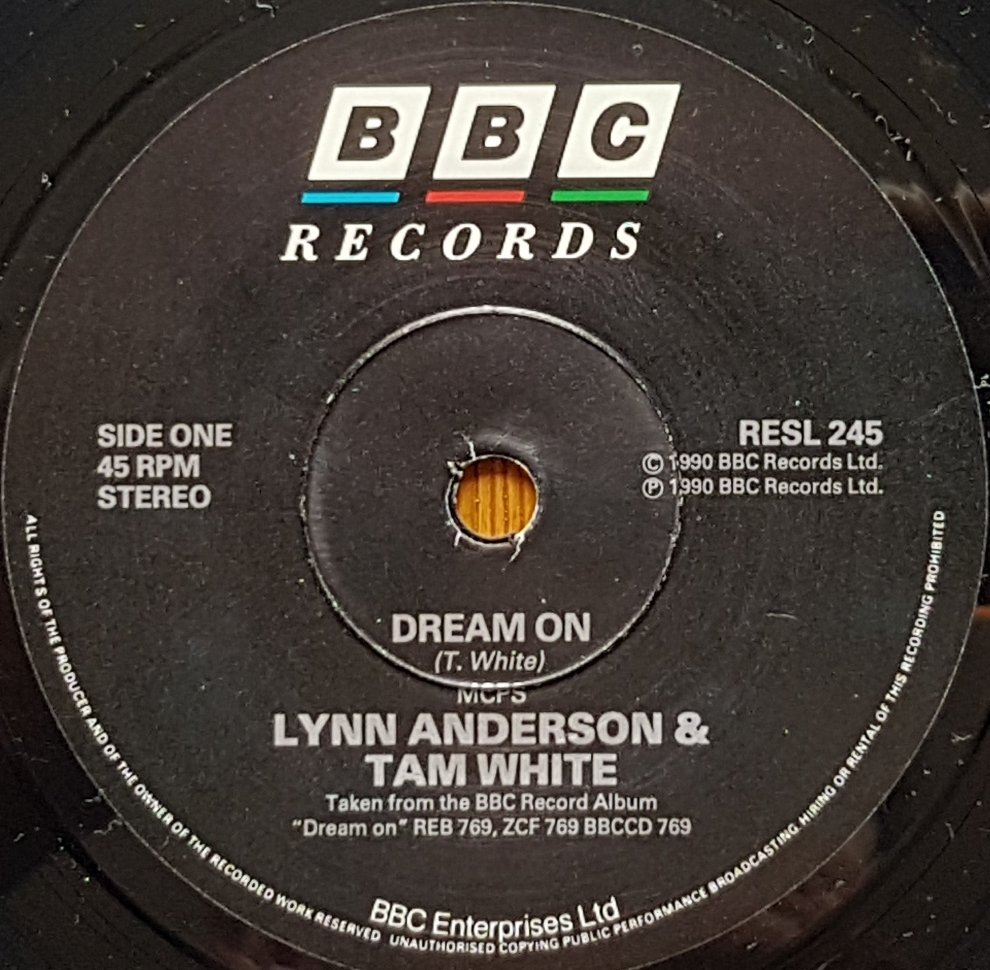 BBC
RECORDS
SIDE ONE
45 RPM
STEREO
RESL 245
© 1990 BBC Records Ltd.
℗ 1990 BBC Records Ltd.
DREAM ON
(T. White)
MCPS
LYNN ANDERSON &
TAM WHITE
Taken from the BBC Record Album
"Dream on" REB 769, ZCF 769 BBCCD 769
BBC Enterprises Ltd
ALL RIGHTS OF THE PRODUCER AND OF THE OWNER OF THE RECORDED WORK RESERVED UNAUTHORISED COPYING PUBLIC PERFORMANCE BROADCASTING HIRING OR RENTAL OF THIS RECORDING PROHIBITED